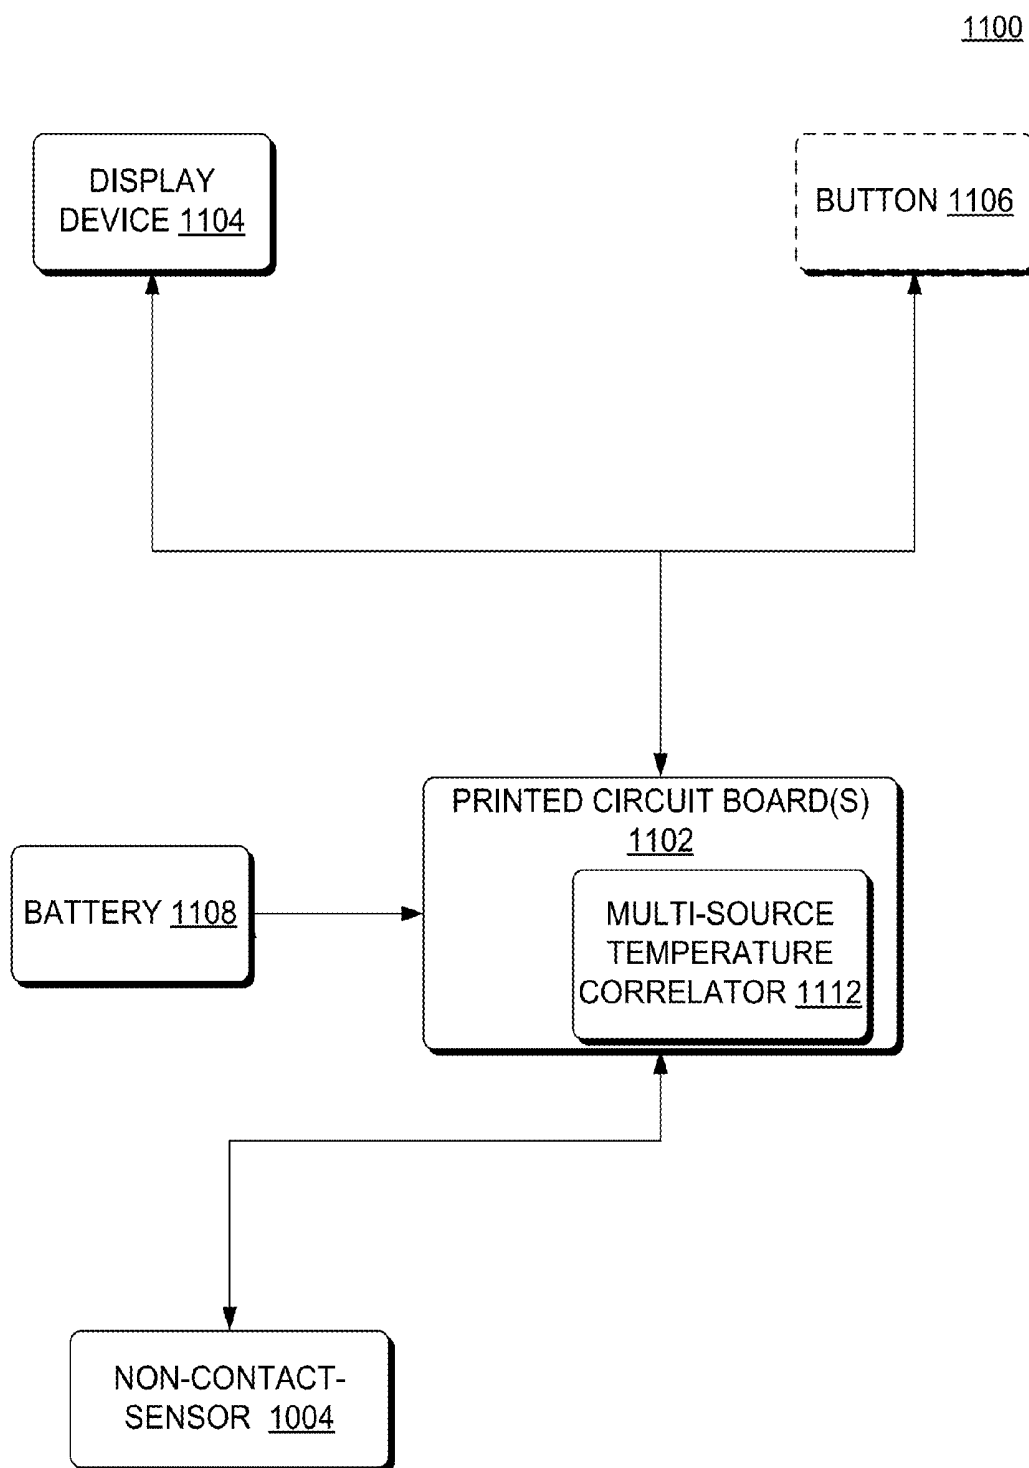 1100
DISPLAY
DEVICE 1104
BUTTON 1106
PRINTED CIRCUIT BOARD(S)
1102
BATTERY 1108
MULTI-SOURCE
TEMPERATURE
CORRELATOR 1112
NON-CONTACT-
SENSOR 1004